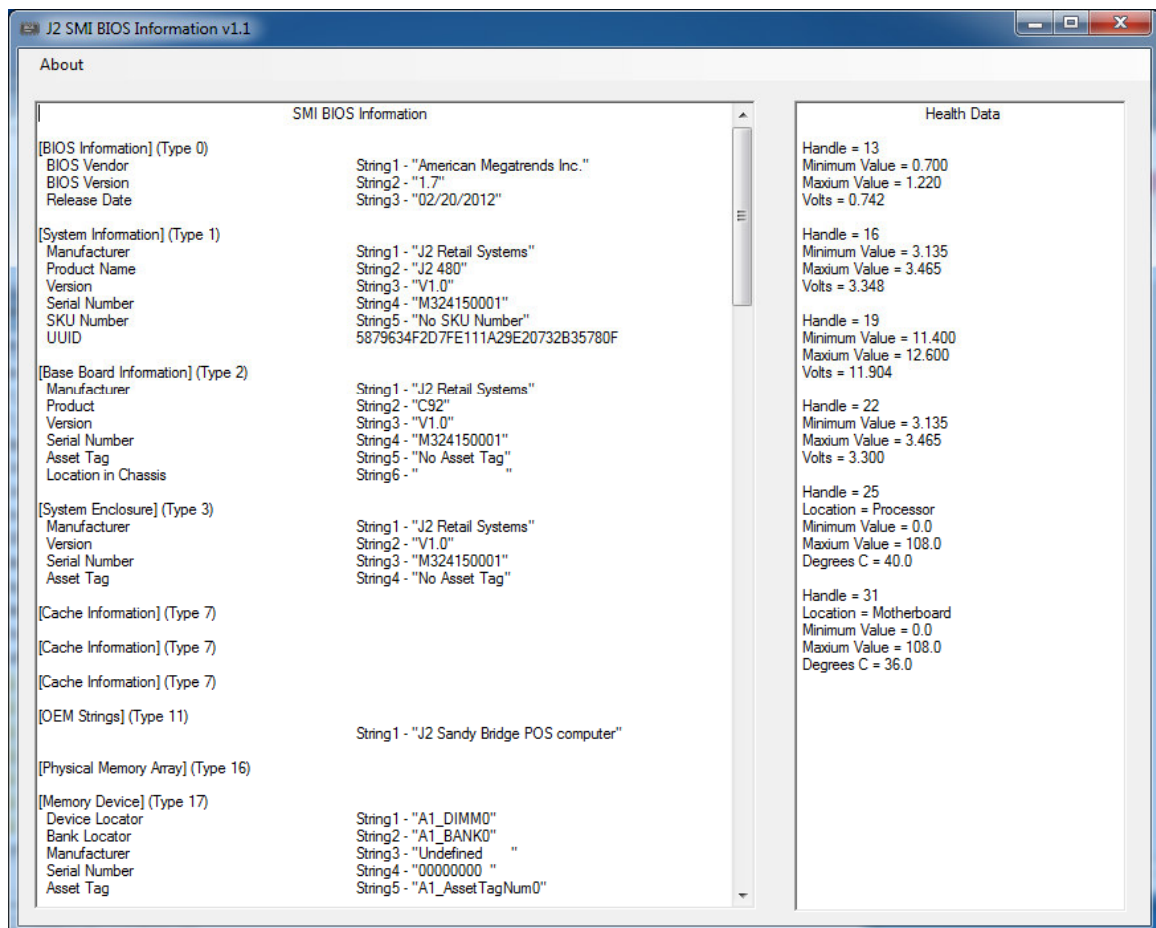 J2 SMI BIOS Information v1.1
About
SMI BIOS Information
[BIOS Information] (Type 0)
BIOS Vendor String1 - "American Megatrends Inc."
BIOS Version String2 - "1.7"
Release Date String3 - "02/20/2012"
[System Information] (Type 1)
Manufacturer String1 - "J2 Retail Systems"
Product Name String2 - "J2 480"
Version String3 - "V1.0"
Serial Number String4 - "M324150001"
SKU Number String5 - "No SKU Number"
UUID 5879634F2D7FE111A29E20732B35780F
[Base Board Information] (Type 2)
Manufacturer String1 - "J2 Retail Systems"
Product String2 - "C92"
Version String3 - "V1.0"
Serial Number String4 - "M324150001"
Asset Tag String5 - "No Asset Tag"
Location in Chassis String6 - " "
[System Enclosure] (Type 3)
Manufacturer String1 - "J2 Retail Systems"
Version String2 - "V1.0"
Serial Number String3 - "M324150001"
Asset Tag String4 - "No Asset Tag"
[Cache Information] (Type 7)
[Cache Information] (Type 7)
[Cache Information] (Type 7)
[OEM Strings] (Type 11)
String1 - "J2 Sandy Bridge POS computer"
[Physical Memory Array] (Type 16)
[Memory Device] (Type 17)
Device Locator String1 - "A1_DIMM0"
Bank Locator String2 - "A1_BANK0"
Manufacturer String3 - "Undefined "
Serial Number String4 - "00000000 "
Asset Tag String5 - "A1_AssetTagNum0"
Health Data
Handle = 13
Minimum Value = 0.700
Maxium Value = 1.220
Volts = 0.742
Handle = 16
Minimum Value = 3.135
Maxium Value = 3.465
Volts = 3.348
Handle = 19
Minimum Value = 11.400
Maxium Value = 12.600
Volts = 11.904
Handle = 22
Minimum Value = 3.135
Maxium Value = 3.465
Volts = 3.300
Handle = 25
Location = Processor
Minimum Value = 0.0
Maxium Value = 108.0
Degrees C = 40.0
Handle = 31
Location = Motherboard
Minimum Value = 0.0
Maxium Value = 108.0
Degrees C = 36.0